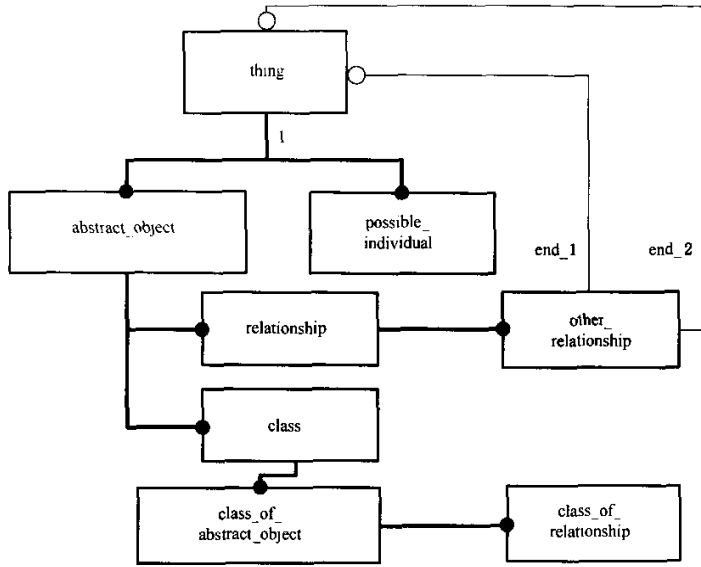 thing
1
abstract_object
possible_
individual
end_1
end_2
relationship
other_
relationship
class
class_of_
abstract_object
class_of_
relationship